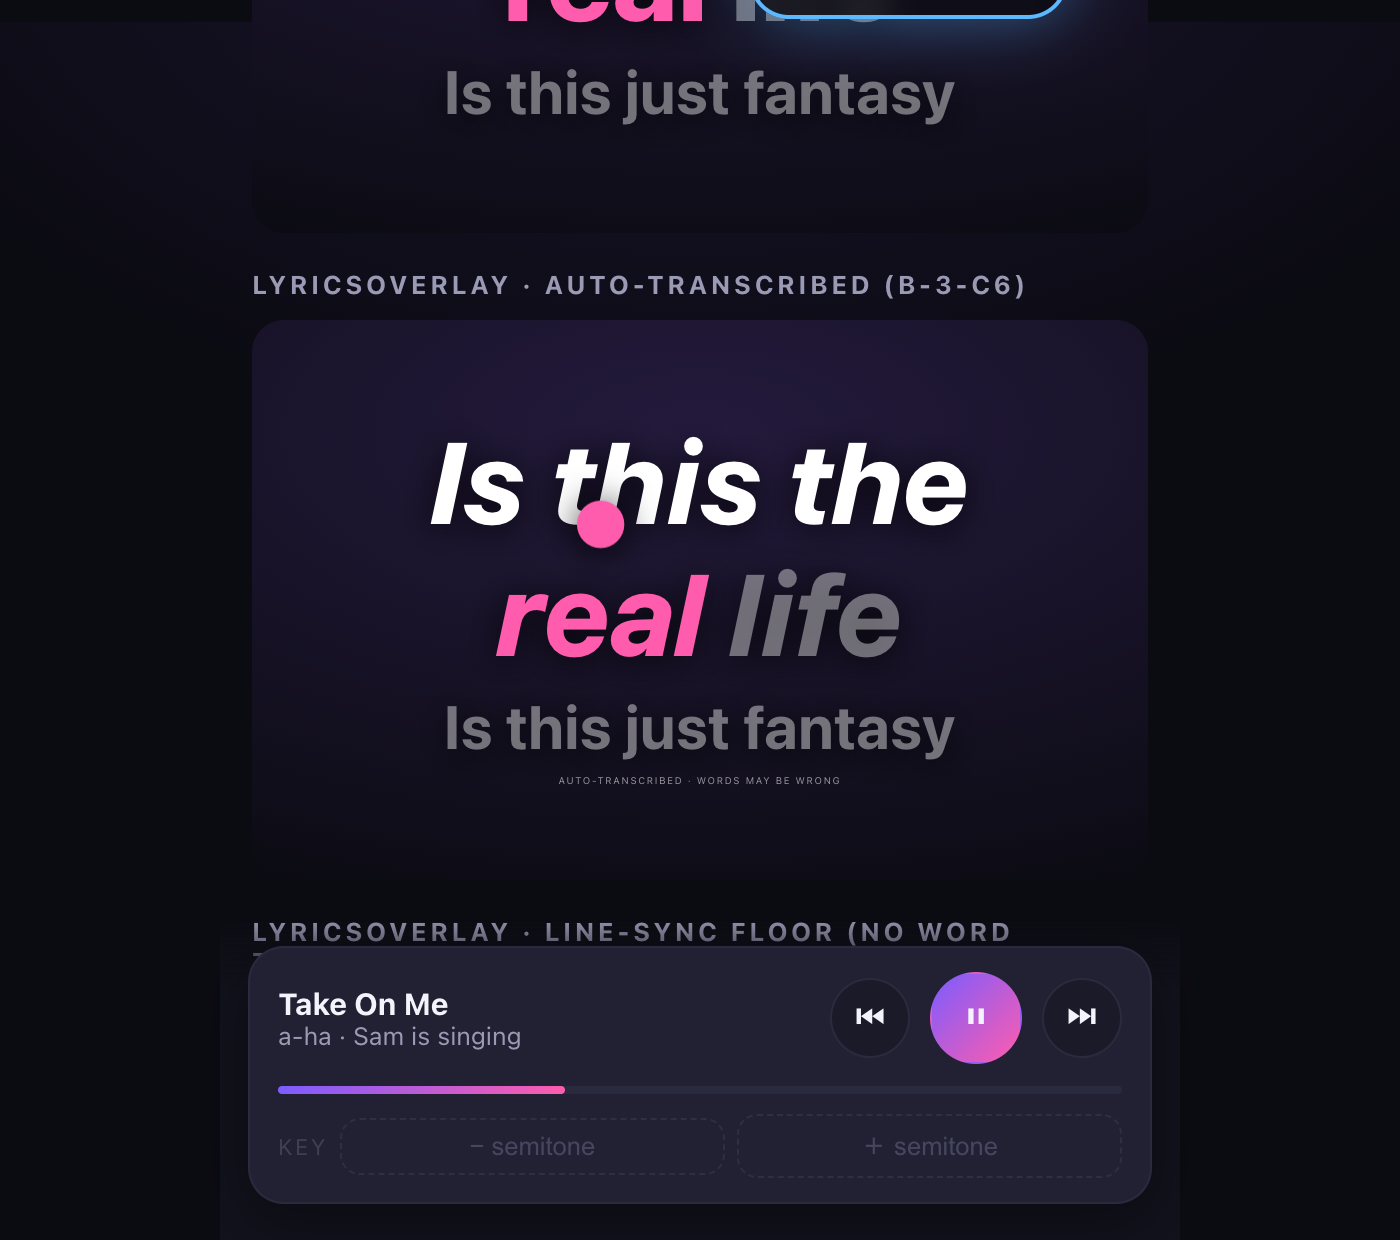 real
Is this just fantasy
LYRICSOVERLAY · AUTO-TRANSCRIBED (B-3-C6)
Is this the
real life
Is this just fantasy
AUTO-TRANSCRIBED · WORDS MAY BE WRONG
LYRICSOVERLAY · LINE-SYNC FLOOR (NO WORD
Take On Me
a-ha · Sam is singing
KEY − semitone + semitone